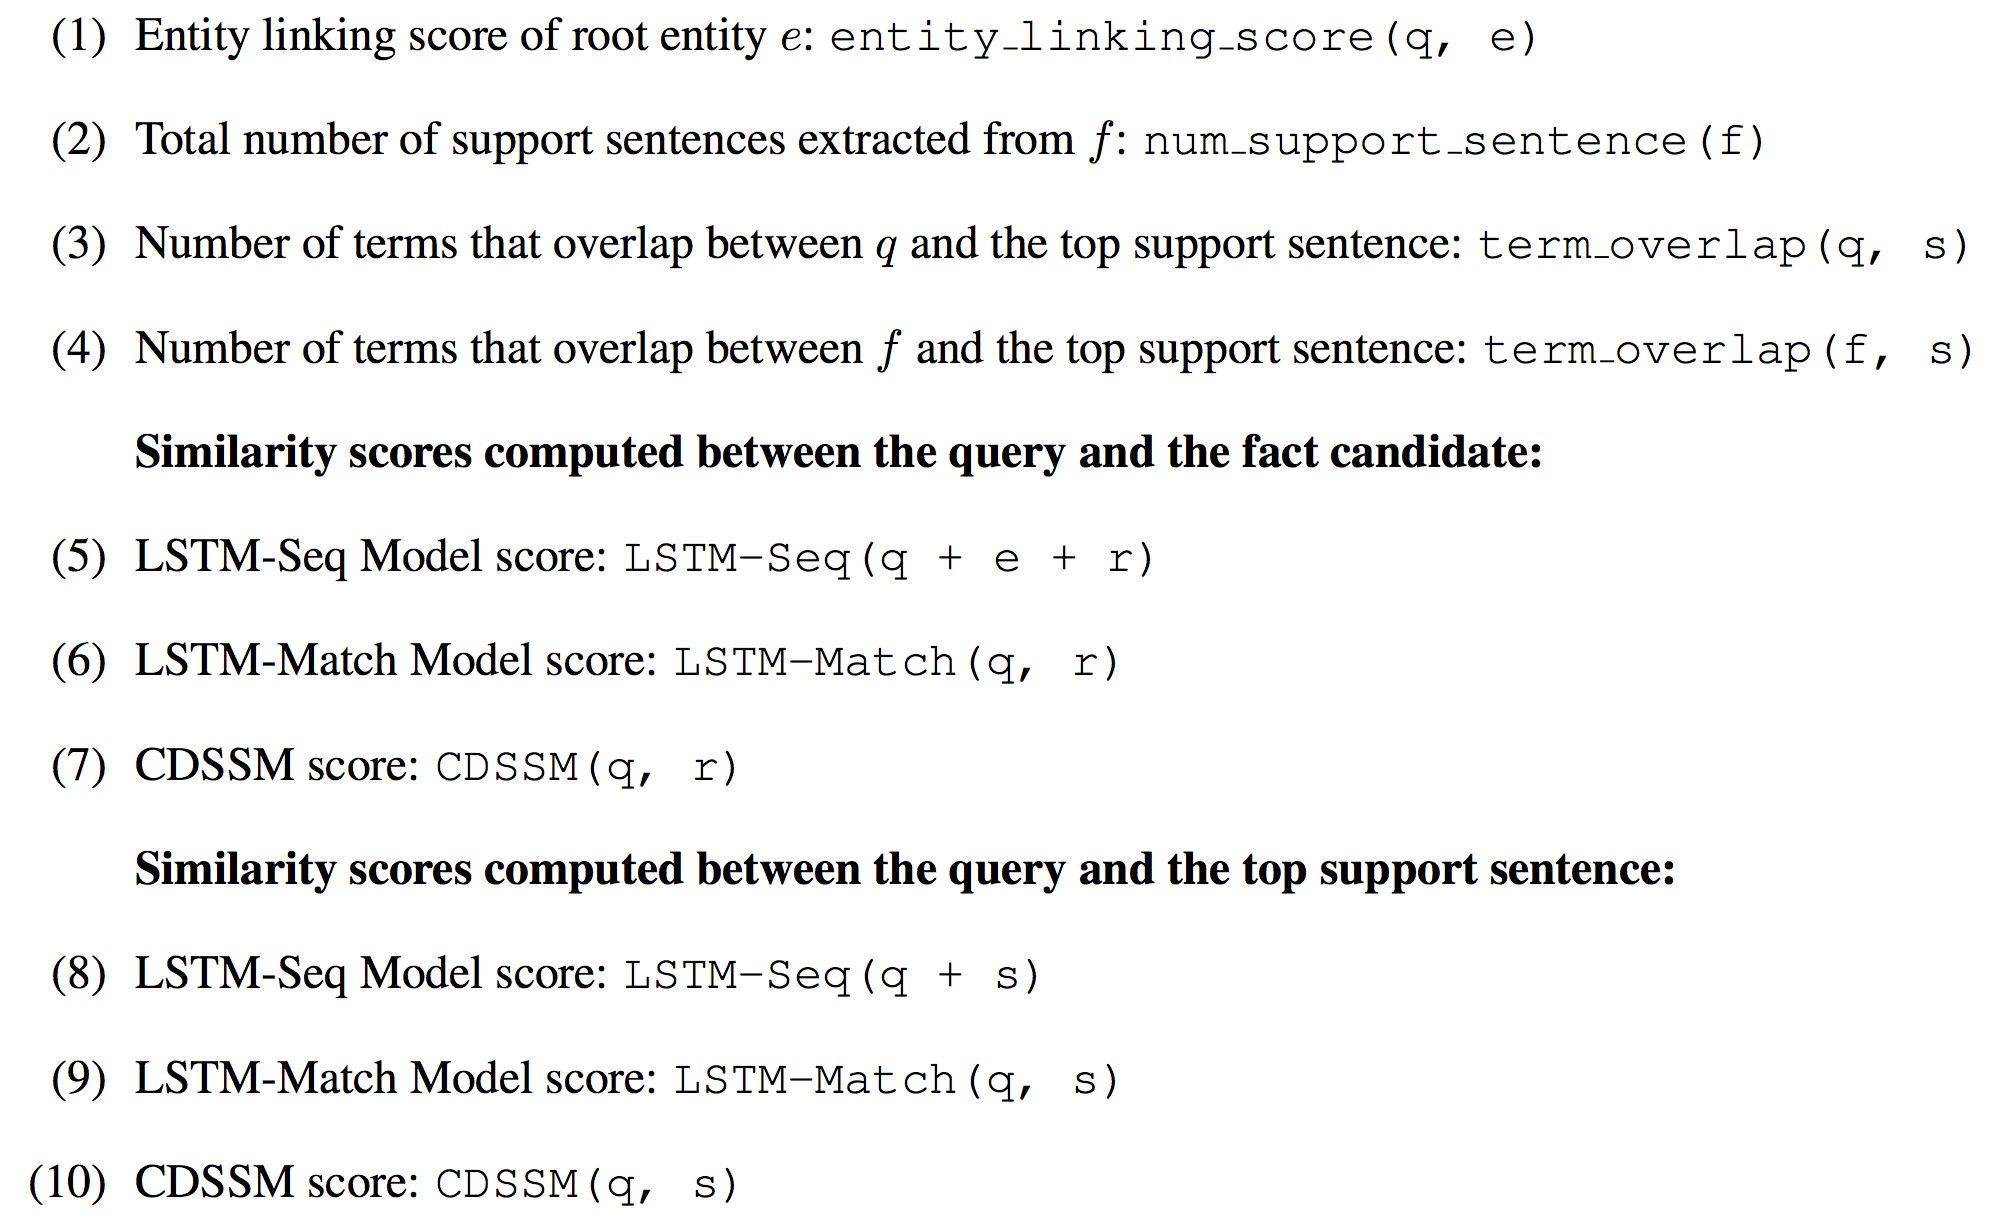 (1) Entity linking score of root entity e: entity_linking_score(q, e)
(2) Total number of support sentences extracted from f: num_support_sentence(f)
(3) Number of terms that overlap between q and the top support sentence: term_overlap(q, s)
(4) Number of terms that overlap between f and the top support sentence: term_overlap(f, s)
Similarity scores computed between the query and the fact candidate:
(5) LSTM-Seq Model score: LSTM-Seq(q + e + r)
(6) LSTM-Match Model score: LSTM-Match(q, r)
(7) CDSSM score: CDSSM(q, r)
Similarity scores computed between the query and the top support sentence:
(8) LSTM-Seq Model score: LSTM-Seq(q + s)
(9) LSTM-Match Model score: LSTM-Match(q, s)
(10) CDSSM score: CDSSM(q, s)